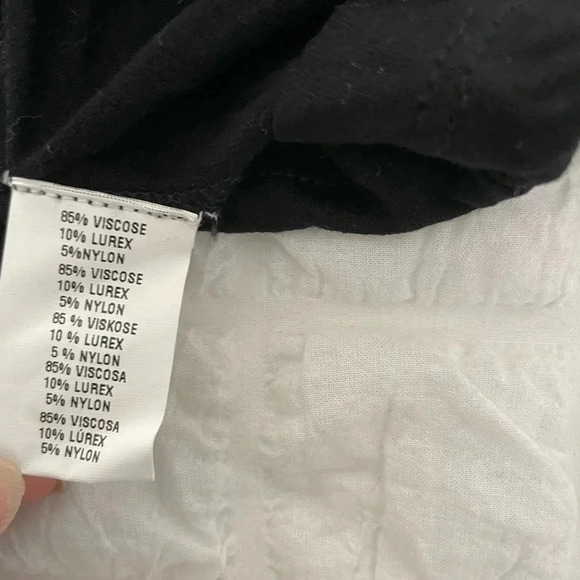 85% VISCOSE
10% LUREX
5%NYLON
85% VISCOSE
10% LUREX
5% NYLON
85 % VISKOSE
10 % LUREX
5 % NYLON
85% VISCOSA
10% LUREX
5% NYLON
85% VISCOSA
10% LÚREX
5% NYLON